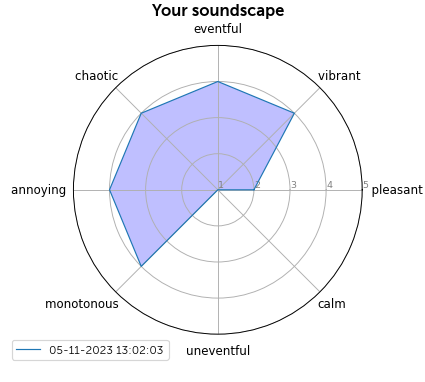 Your soundscape
eventful
chaotic
vibrant
annoying
1 2 3 4 5
pleasant
monotonous
calm
uneventful
05-11-2023 13:02:03